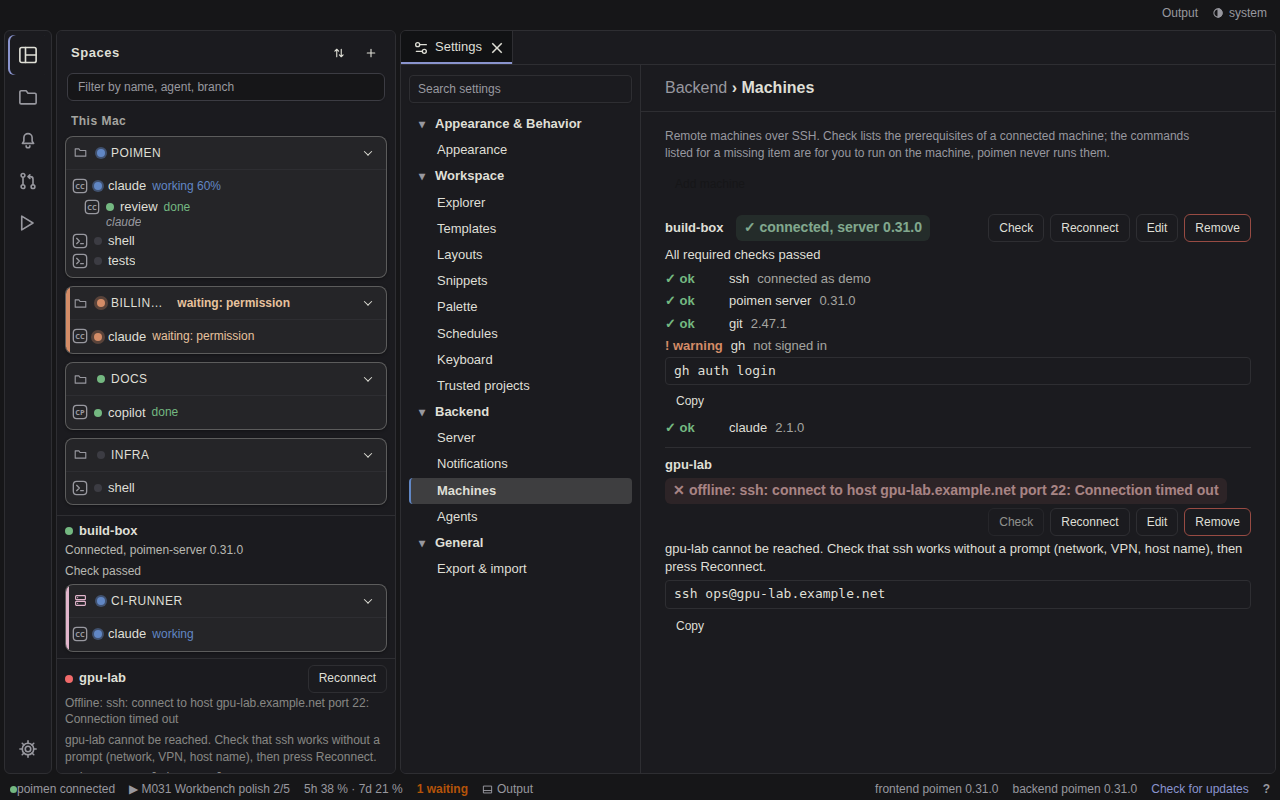 Output system
Spaces
Filter by name, agent, branch
This Mac
POIMEN
CC claude working 60%
CC review done
claude
shell
tests
BILLIN… waiting: permission
CC claude waiting: permission
DOCS
CP copilot done
INFRA
shell
build-box
Connected, poimen-server 0.31.0
Check passed
CI-RUNNER
CC claude working
gpu-lab Reconnect
Offline: ssh: connect to host gpu-lab.example.net port 22:
Connection timed out
gpu-lab cannot be reached. Check that ssh works without a
prompt (network, VPN, host name), then press Reconnect.
Settings
Search settings
Appearance & Behavior
Appearance
Workspace
Explorer
Templates
Layouts
Snippets
Palette
Schedules
Keyboard
Trusted projects
Backend
Server
Notifications
Machines
Agents
General
Export & import
Backend › Machines
Remote machines over SSH. Check lists the prerequisites of a connected machine; the commands
listed for a missing item are for you to run on the machine, poimen never runs them.
build-box ✓ connected, server 0.31.0 Check Reconnect Edit Remove
All required checks passed
✓ ok ssh connected as demo
✓ ok poimen server 0.31.0
✓ ok git 2.47.1
! warning gh not signed in
gh auth login
Copy
✓ ok claude 2.1.0
gpu-lab
✕ offline: ssh: connect to host gpu-lab.example.net port 22: Connection timed out
Check Reconnect Edit Remove
gpu-lab cannot be reached. Check that ssh works without a prompt (network, VPN, host name), then
press Reconnect.
ssh ops@gpu-lab.example.net
Copy
poimen connected ▶ M031 Workbench polish 2/5 5h 38 % · 7d 21 % 1 waiting Output frontend poimen 0.31.0 backend poimen 0.31.0 Check for updates ?